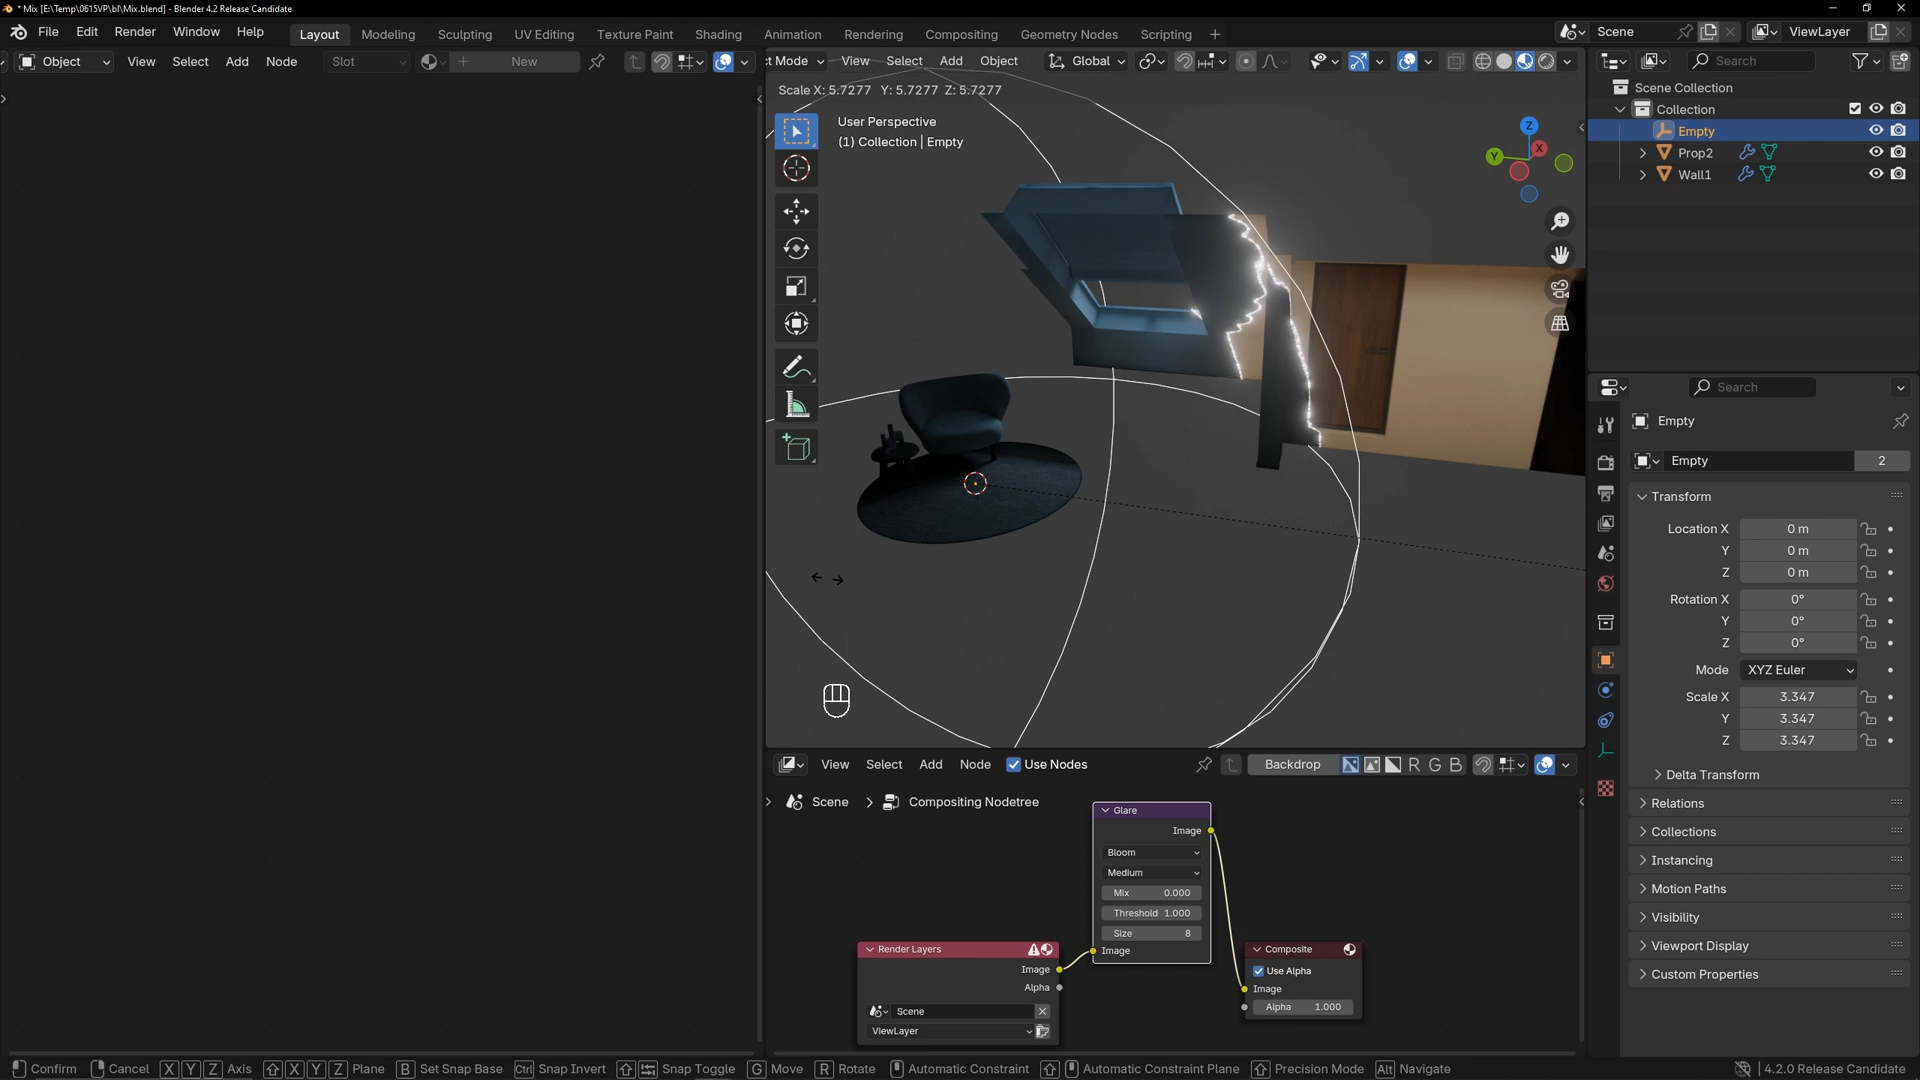 * Mix [E:\Temp\0615VP\bl\Mix.blend] - Blender 4.2 Release Candidate
File Edit Render Window Help
Layout Modeling Sculpting UV Editing Texture Paint Shading Animation Rendering Compositing Geometry Nodes Scripting +
Scene
ViewLayer
Object View Select Add Node Slot New
t Mode View Select Add Object Global
Search
Scale X: 5.7277 Y: 5.7277 Z: 5.7277
User Perspective
(1) Collection | Empty
Z
X
Y
Scene Collection
Collection
Empty
Prop2
Wall1
Search
Empty
Empty 2
Transform
Location X 0 m
Y 0 m
Z 0 m
Rotation X 0°
Y 0°
Z 0°
Mode XYZ Euler
Scale X 3.347
Y 3.347
Z 3.347
Delta Transform
Relations
Collections
Instancing
Motion Paths
Visibility
Viewport Display
Custom Properties
View Select Add Node Use Nodes Backdrop R G B
Scene > Compositing Nodetree
Glare
Image
Bloom
Medium
Mix 0.000
Threshold 1.000
Size 8
Image
Render Layers
Image
Alpha
Scene
ViewLayer
Composite
Use Alpha
Image
Alpha 1.000
Confirm Cancel X Y Z Axis X Y Z Plane B Set Snap Base Ctrl Snap Invert Snap Toggle G Move R Rotate Automatic Constraint Automatic Constraint Plane Precision Mode Alt Navigate 4.2.0 Release Candidate